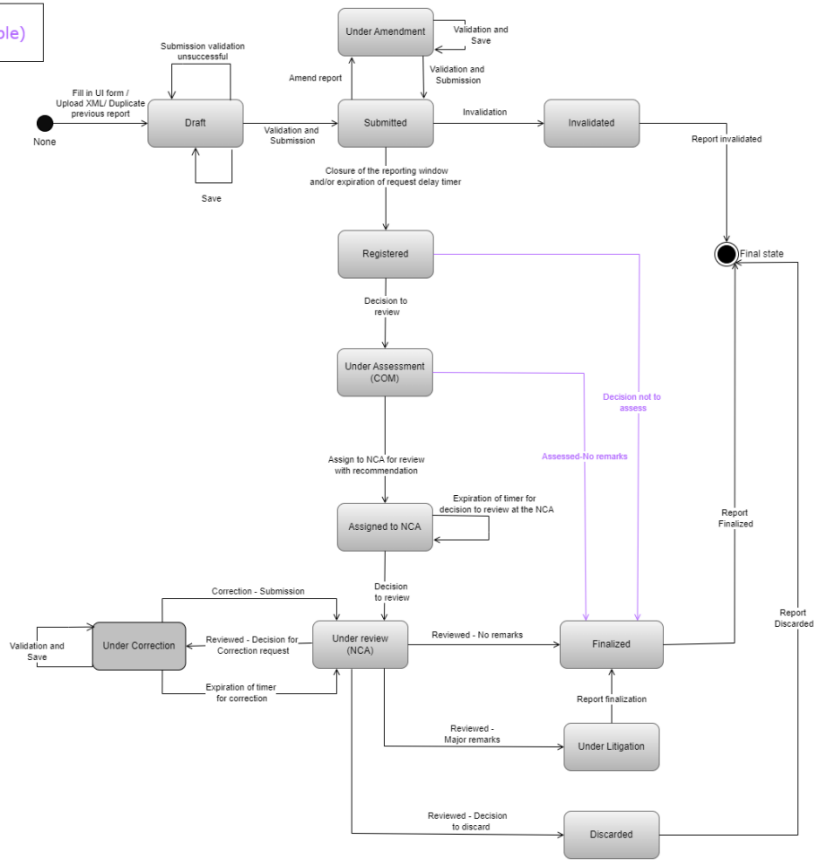 ble)
Under Amendment
Validation and
Save
Submission validation
unsuccessful
Amend report
Validation and
Submission
Fill in UI form /
Upload XML/ Duplicate
previous report
None
Draft
Validation and
Submission
Submitted
Invalidation
Invalidated
Report invalidated
Save
Closure of the reporting window
and/or expiration of request delay timer
Registered
Final state
Decision to
review
Under Assessment
(COM)
Decision not to
assess
Assessed-No remarks
Assign to NCA for review
with recommendation
Expiration of timer for
decision to review at the NCA
Assigned to NCA
Report
Finalized
Decision
to review
Correction - Submission
Report
Discarded
Validation and
Save
Under Correction
Reviewed - Decision for
Correction request
Under review
(NCA)
Reviewed - No remarks
Finalized
Expiration of timer
for correction
Report finalization
Reviewed -
Major remarks
Under Litigation
Reviewed - Decision
to discard
Discarded